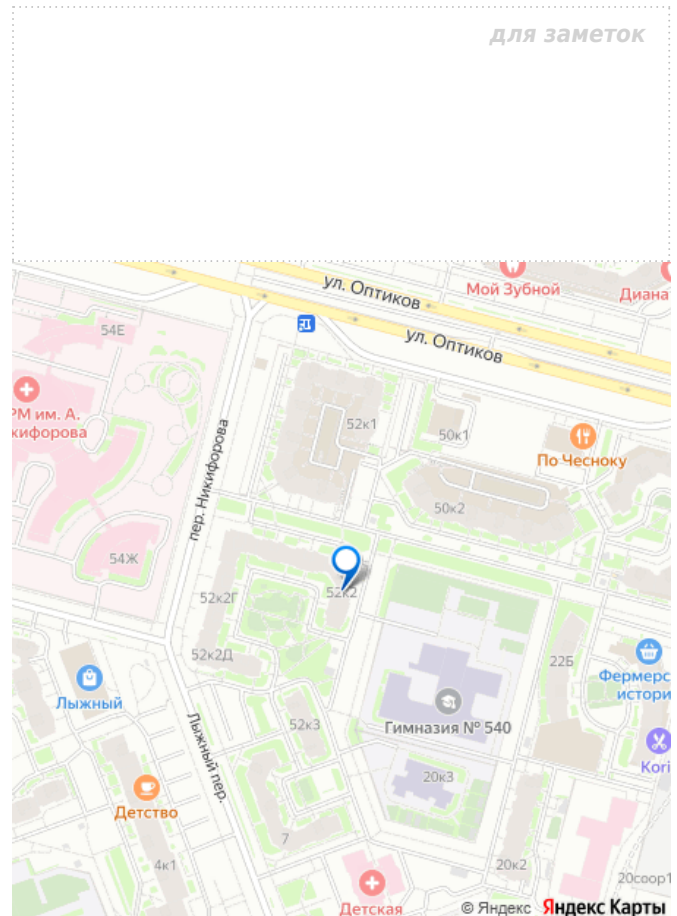 для заметок
ул. Оптиков
Мой Зубной
Диана
54Е
ул. Оптиков
РМ им. А.
кифорова
52к1
50к1
По Чесноку
пер. Никифорова
50к2
54Ж
52к2
52к2Г
22Б
52к2Д
Фермерс
истори
Лыжный
52к3
Гимназия № 540
Kori
Лыжный пер.
20к3
Детство
7
4к1
20к2
20соор1
Детская
© Яндекс Яндекс Карты